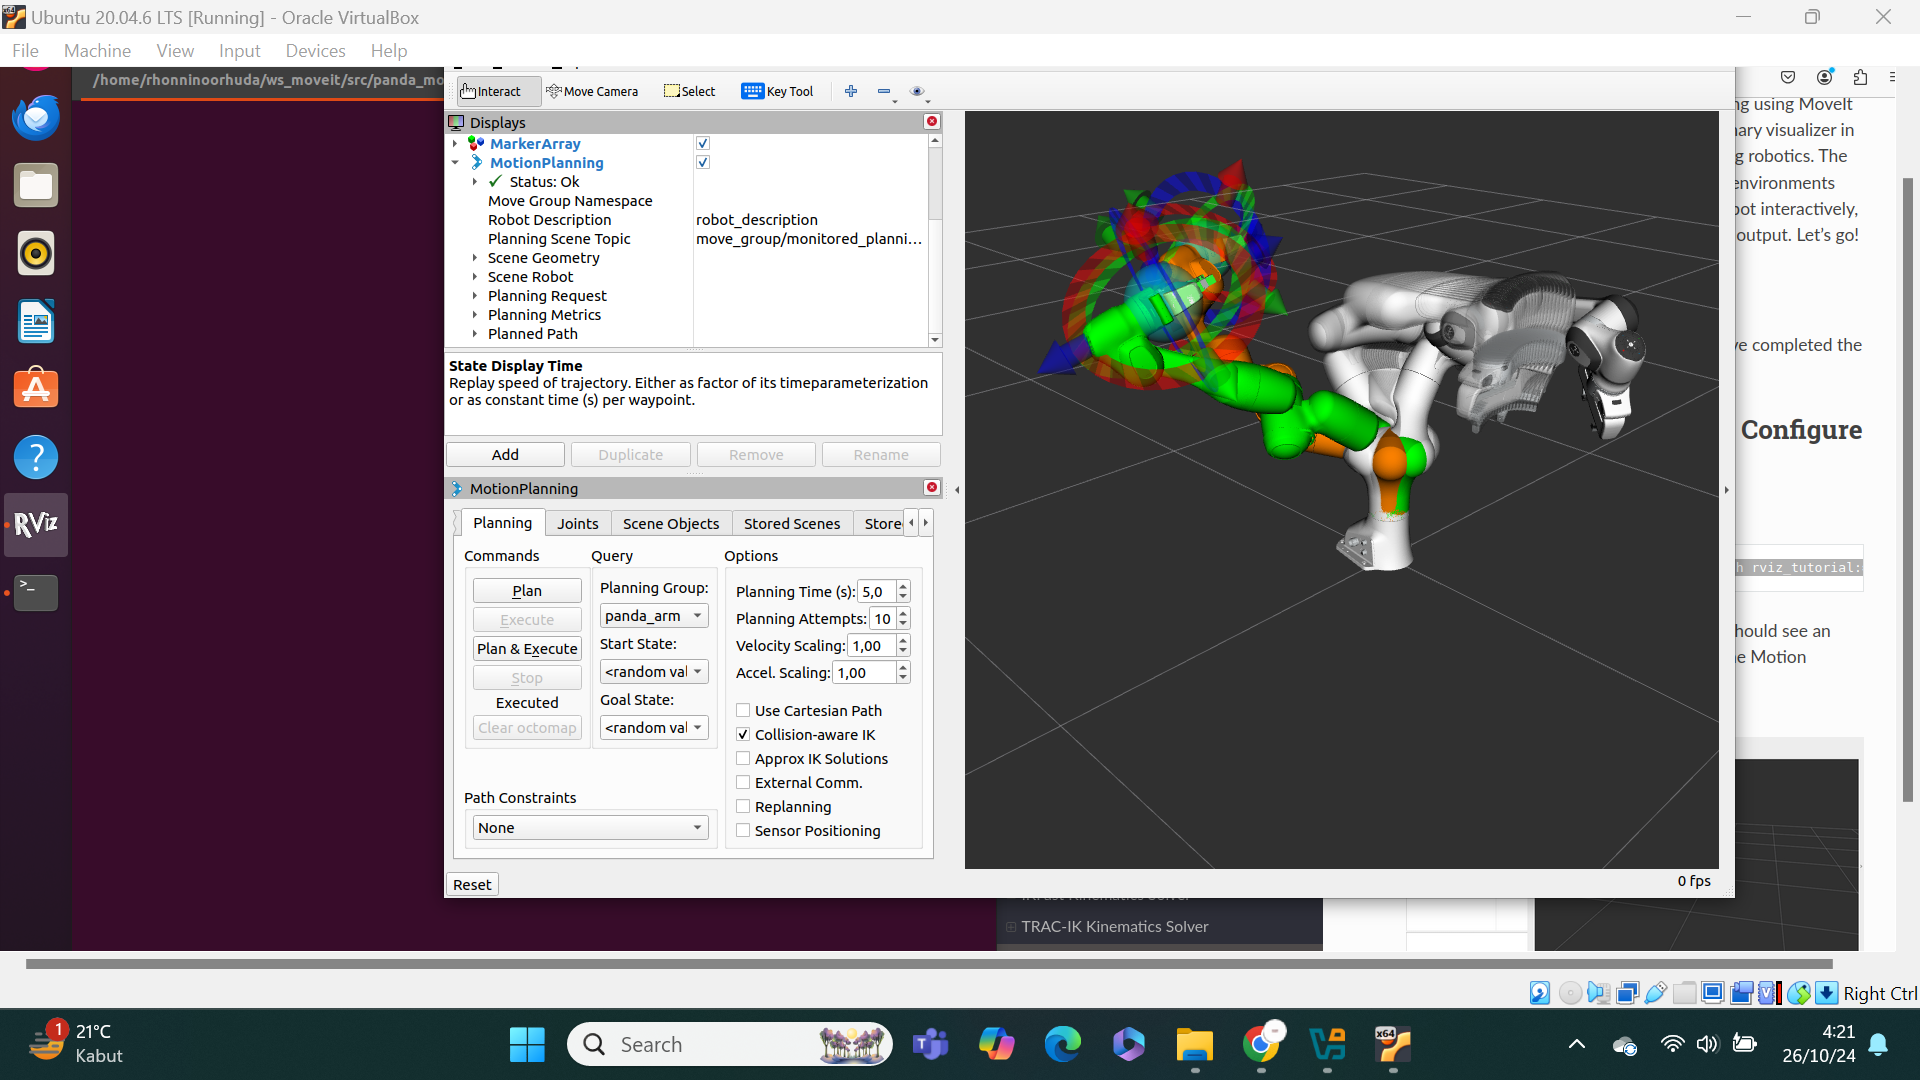 Ubuntu 20.04.6 LTS [Running] - Oracle VirtualBox
File Machine View Input Devices Help
/home/rhonninoorhuda/ws_moveit/src/panda_mo
Interact Move Camera Select Key Tool
Displays
MarkerArray
MotionPlanning
Status: Ok
Move Group Namespace
Robot Description robot_description
Planning Scene Topic move_group/monitored_planni...
Scene Geometry
Scene Robot
Planning Request
Planning Metrics
Planned Path
State Display Time
Replay speed of trajectory. Either as factor of its timeparameterization
or as constant time (s) per waypoint.
Add Duplicate Remove Rename
MotionPlanning
Planning Joints Scene Objects Stored Scenes Store
Commands Query Options
Plan
Execute
Plan & Execute
Stop
Executed
Clear octomap
Planning Group:
panda_arm
Start State:
<random val
Goal State:
<random val
Planning Time (s): 5,0
Planning Attempts: 10
Velocity Scaling: 1,00
Accel. Scaling: 1,00
Use Cartesian Path
Collision-aware IK
Approx IK Solutions
External Comm.
Replanning
Sensor Positioning
Path Constraints
None
Reset
0 fps
ng using MoveIt
nary visualizer in
g robotics. The
environments
bot interactively,
output. Let's go!
ve completed the
Configure
h rviz_tutorial:
hould see an
e Motion
TRAC-IK Kinematics Solver
RViz
Right Ctrl
1
21°C
Kabut
Search
x64
4:21
26/10/24